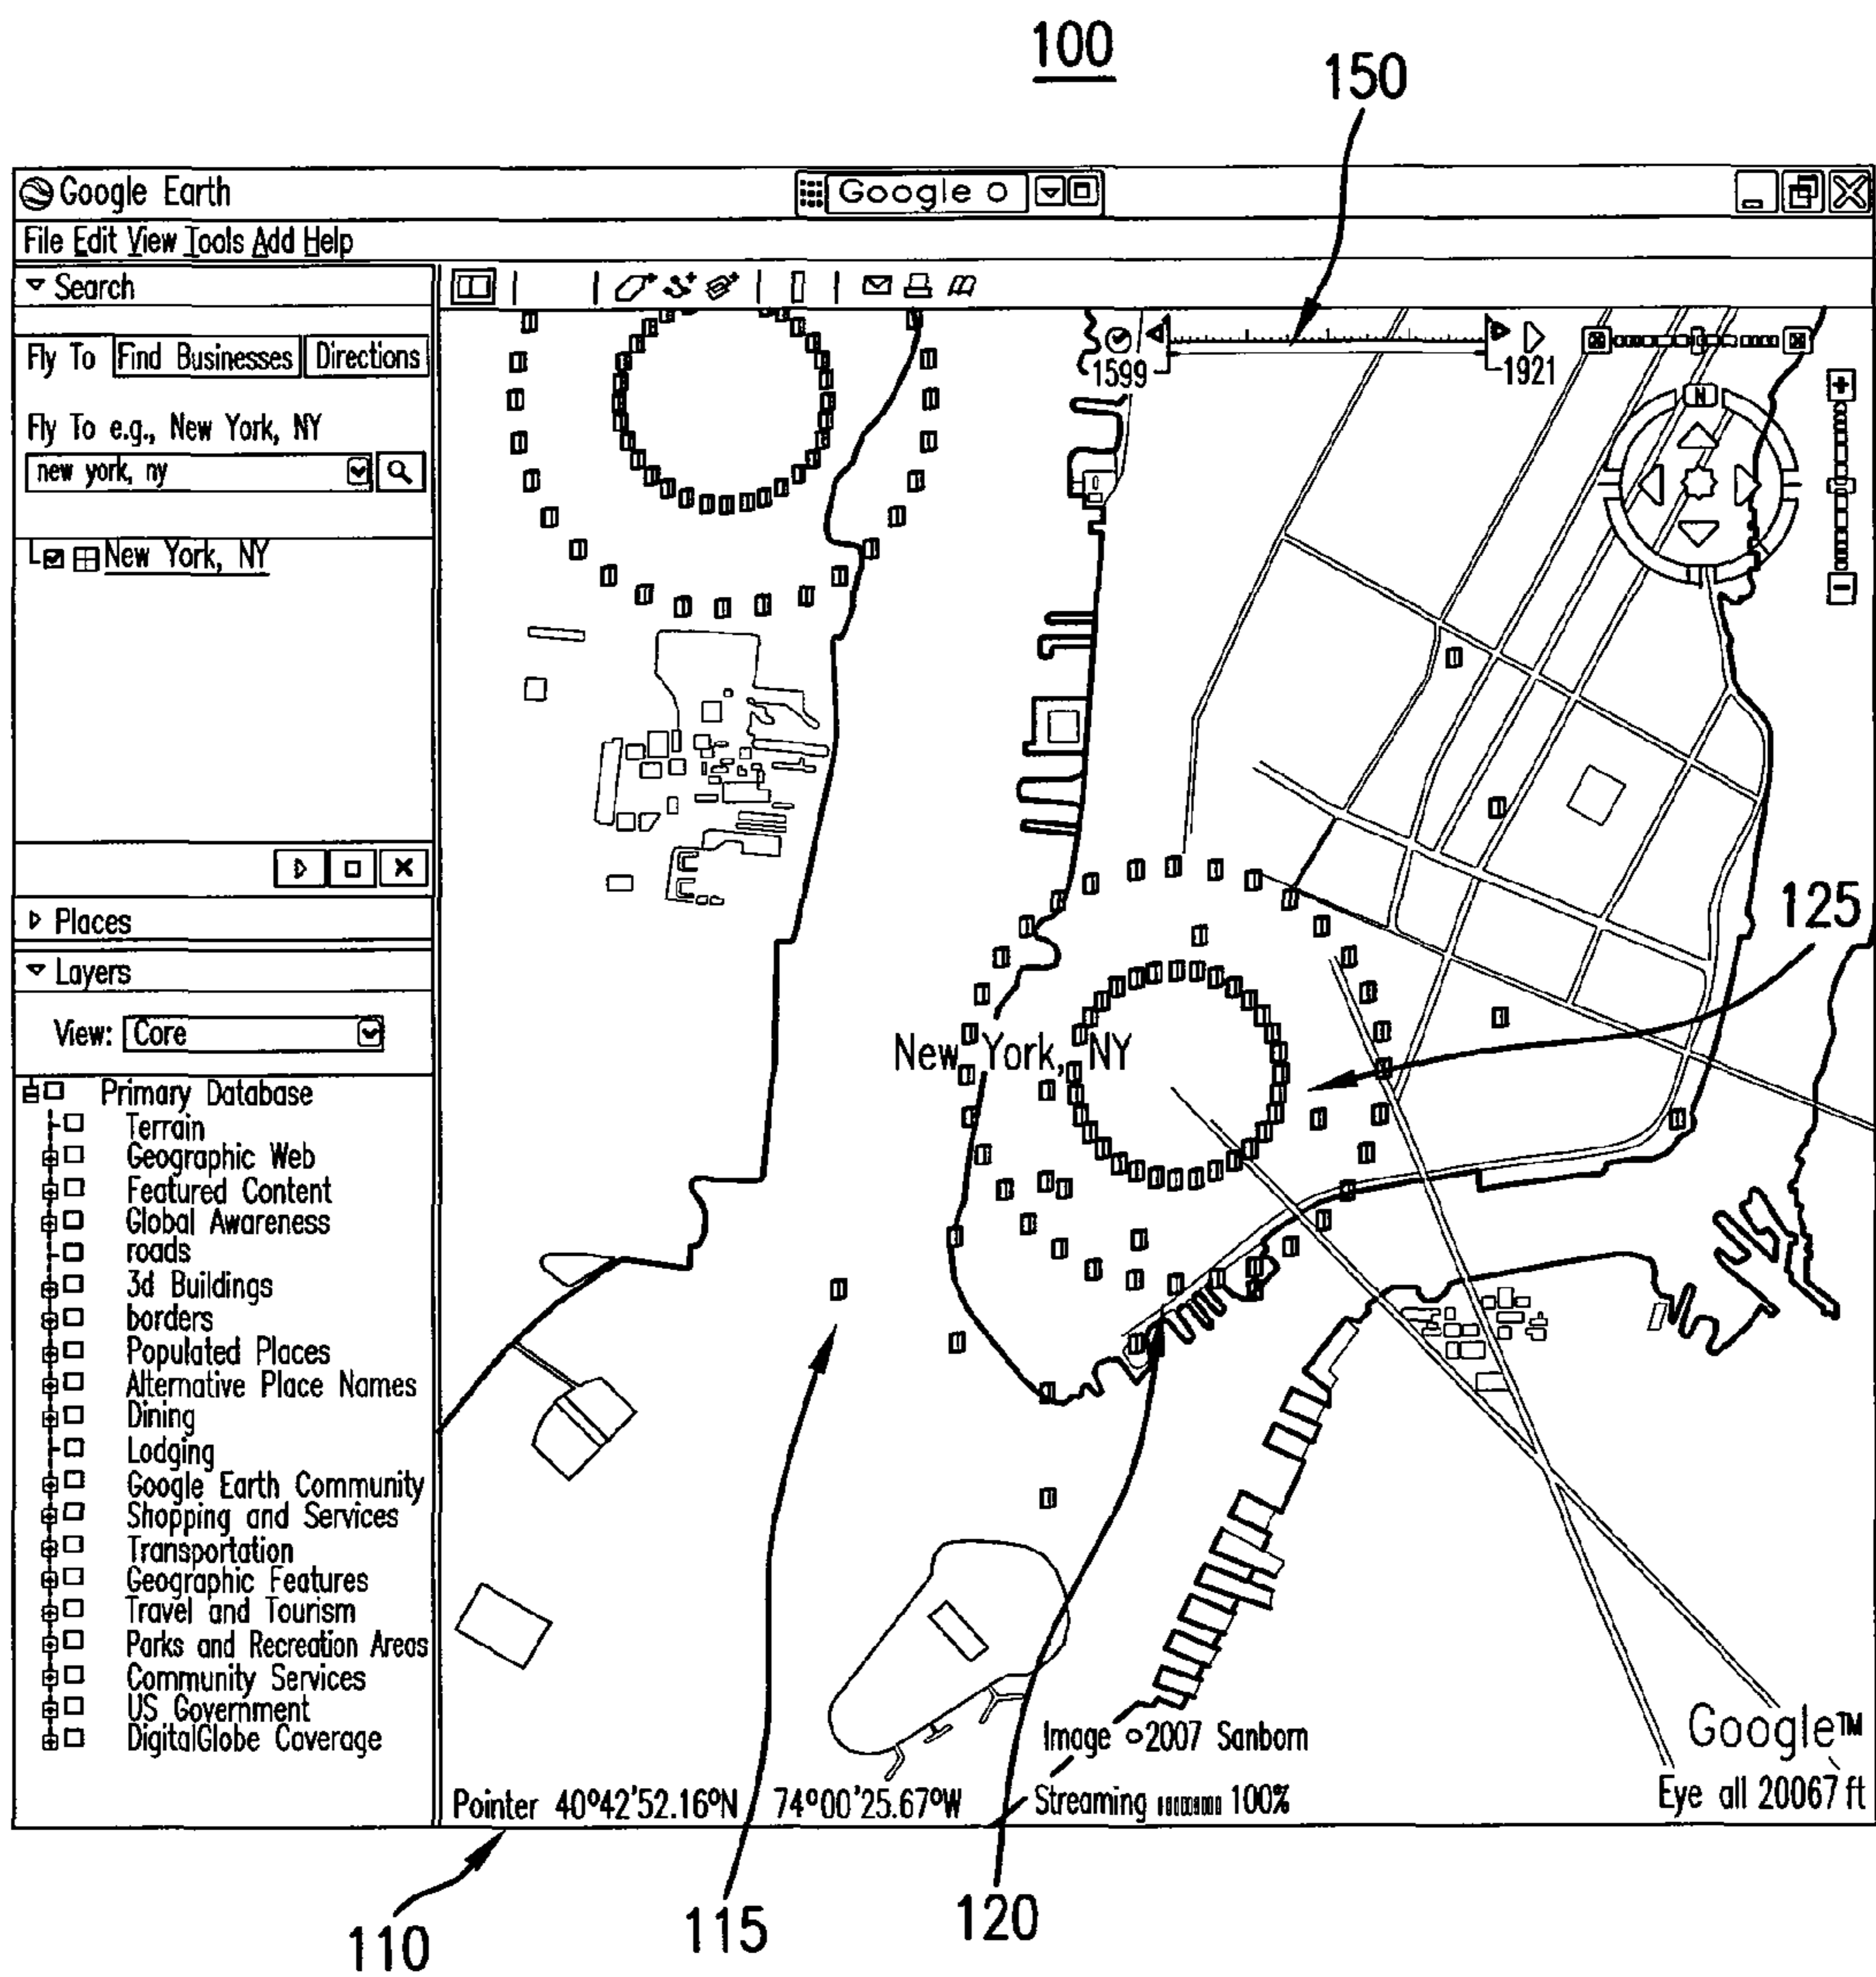 100
150
Google Earth
Google
File Edit View Tools Add Help
Search
Fly To Find Businesses Directions
Fly To e.g., New York, NY
new york, ny
New York, NY
Places
Layers
View: Core
Primary Database
Terrain
Geographic Web
Featured Content
Global Awareness
roads
3d Buildings
borders
Populated Places
Alternative Place Names
Dining
Lodging
Google Earth Community
Shopping and Services
Transportation
Geographic Features
Travel and Tourism
Parks and Recreation Areas
Community Services
US Government
DigitalGlobe Coverage
1599
1921
N
125
New York, NY
Image ©2007 Sanborn
Google™
Pointer 40°42'52.16"N 74°00'25.67"W
Streaming 100%
Eye all 20067 ft
110
115
120